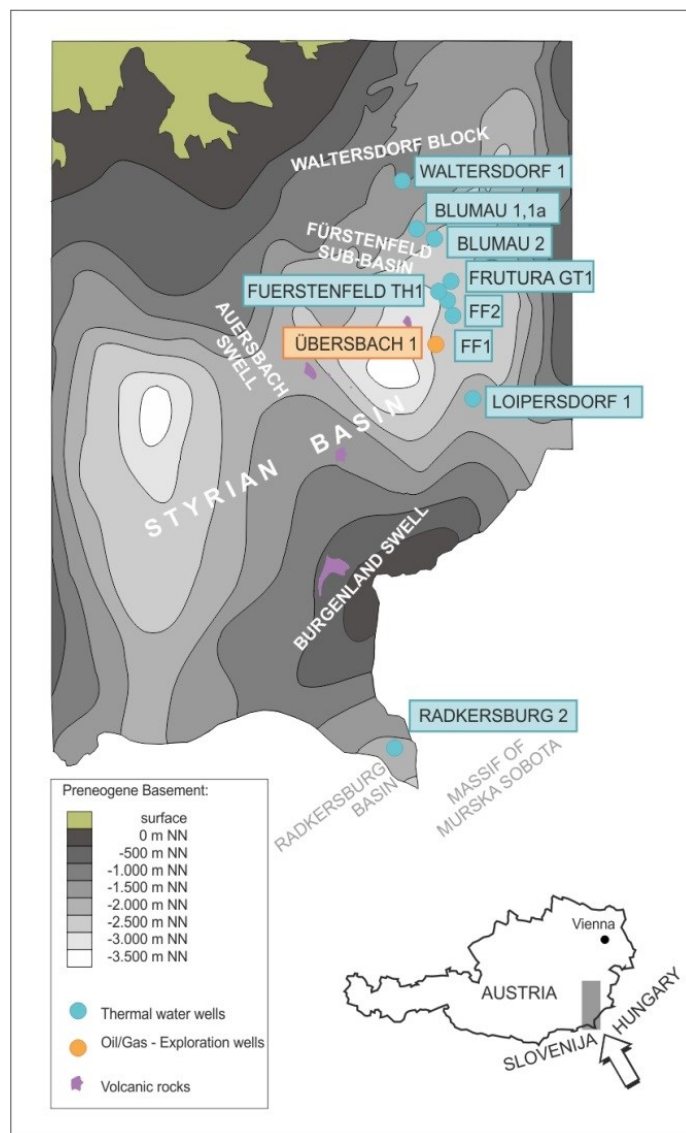 WALTERSDORF BLOCK
WALTERSDORF 1
BLUMAU 1,1a
FÜRSTENFELD
SUB-BASIN
BLUMAU 2
FRUTURA GT1
FUERSTENFELD TH1
FF2
AUERSBACH
SWELL
ÜBERSBACH 1
FF1
LOIPERSDORF 1
STYRIAN BASIN
BURGENLAND SWELL
RADKERSBURG 2
RADKERSBURG
BASIN
MASSIF OF
MURSKA SOBOTA
Preneogene Basement:
surface
0 m NN
-500 m NN
-1.000 m NN
-1.500 m NN
-2.000 m NN
-2.500 m NN
-3.000 m NN
-3.500 m NN
Thermal water wells
Oil/Gas - Exploration wells
Volcanic rocks
Vienna
AUSTRIA
HUNGARY
SLOVENIJA